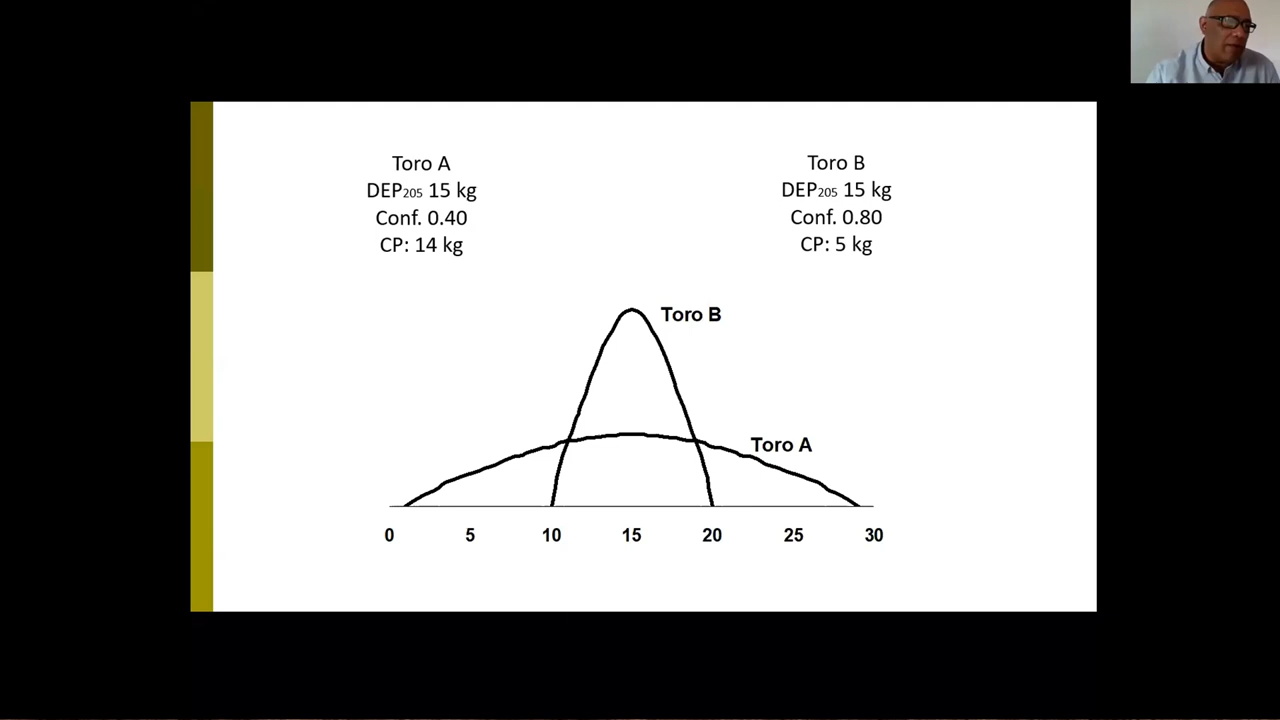 Toro A
DEP205 15 kg
Conf. 0.40
CP: 14 kg
Toro B
DEP205 15 kg
Conf. 0.80
CP: 5 kg
Toro B
Toro A
0 5 10 15 20 25 30